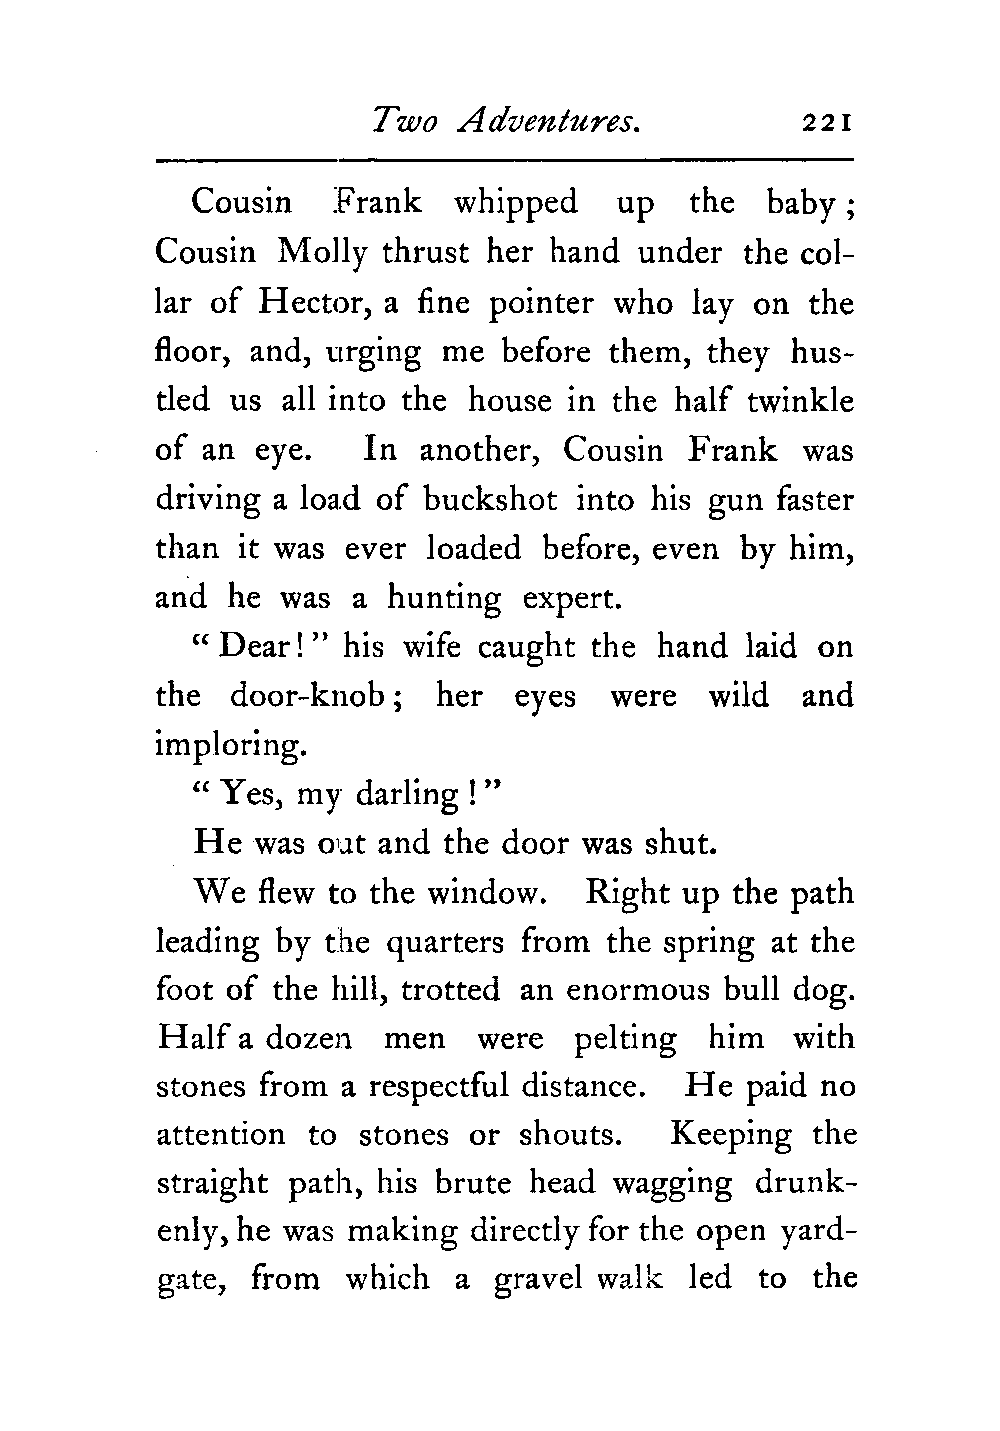 Two Adventures. 221
Cousin Frank whipped up the baby ;
Cousin Molly thrust her hand under the col-
lar of Hector, a fine pointer who lay on the
floor, and, urging me before them, they hus-
tled us all into the house in the half twinkle
of an eye. In another, Cousin Frank was
driving a load of buckshot into his gun faster
than it was ever loaded before, even by him,
and he was a hunting expert.
“ Dear! ” his wife caught the hand laid on
the door-knob ; her eyes were wild and
imploring.
“ Yes, my darling ! ”
He was out and the door was shut.
We flew to the window. Right up the path
leading by the quarters from the spring at the
foot of the hill, trotted an enormous bull dog.
Half a dozen men were pelting him with
stones from a respectful distance. He paid no
attention to stones or shouts. Keeping the
straight path, his brute head wagging drunk-
enly, he was making directly for the open yard-
gate, from which a gravel walk led to the